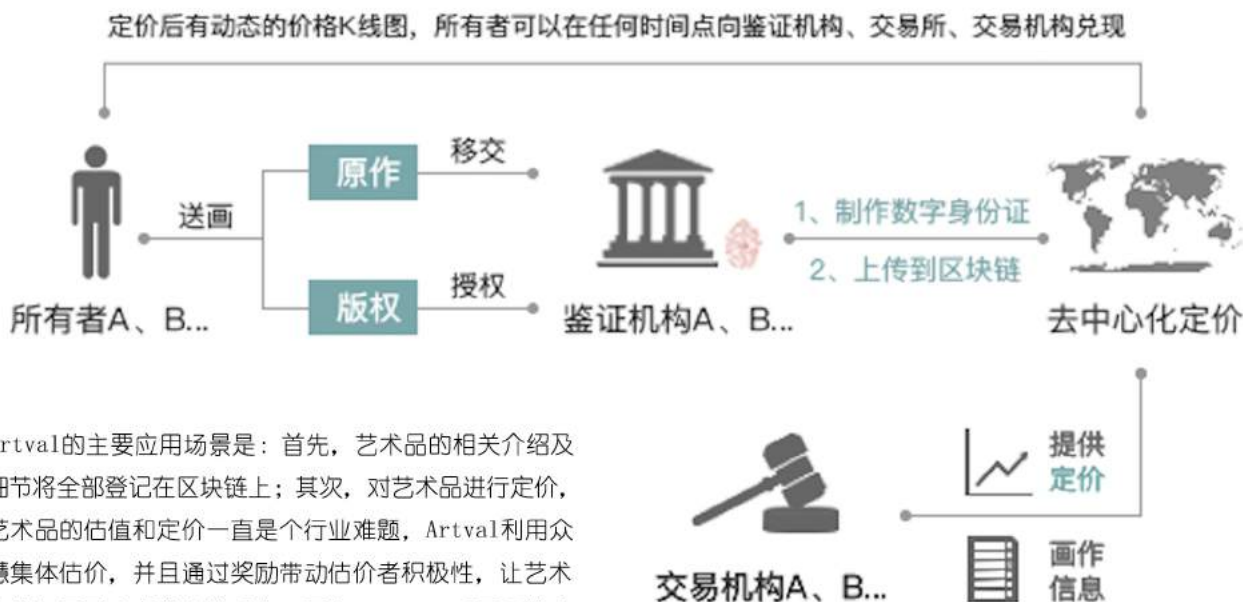 定价后有动态的价格K线图，所有者可以在任何时间点向鉴证机构、交易所、交易机构兑现
原作
移交
送画
版权
授权
1、制作数字身份证
2、上传到区块链
所有者A、B...
鉴证机构A、B...
去中心化定价
rtval的主要应用场景是：首先，艺术品的相关介绍及
细节将全部登记在区块链上；其次，对艺术品进行定价，
艺术品的估值和定价一直是个行业难题，Artval利用众
慧集体估价，并且通过奖励带动估价者积极性，让艺术
提供
定价
画作
信息
交易机构A、B...